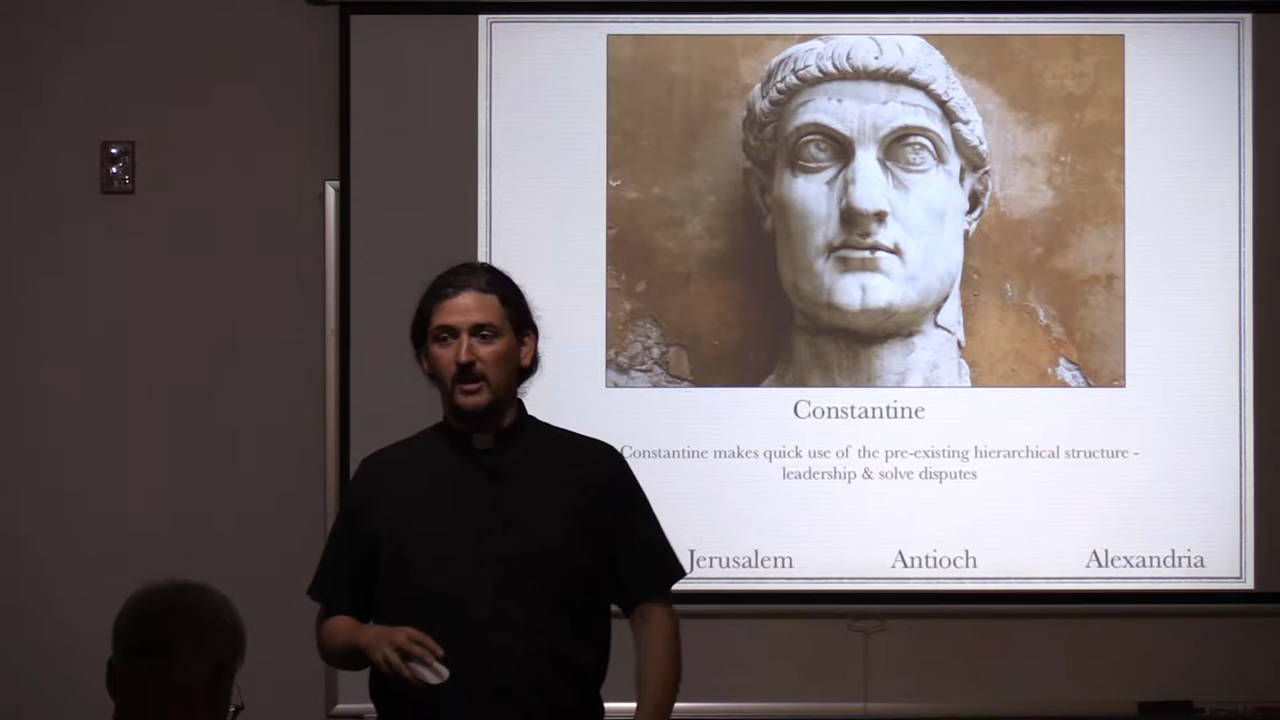 Constantine
Constantine makes quick use of the pre-existing hierarchical structure -
leadership & solve disputes
Jerusalem Antioch Alexandria